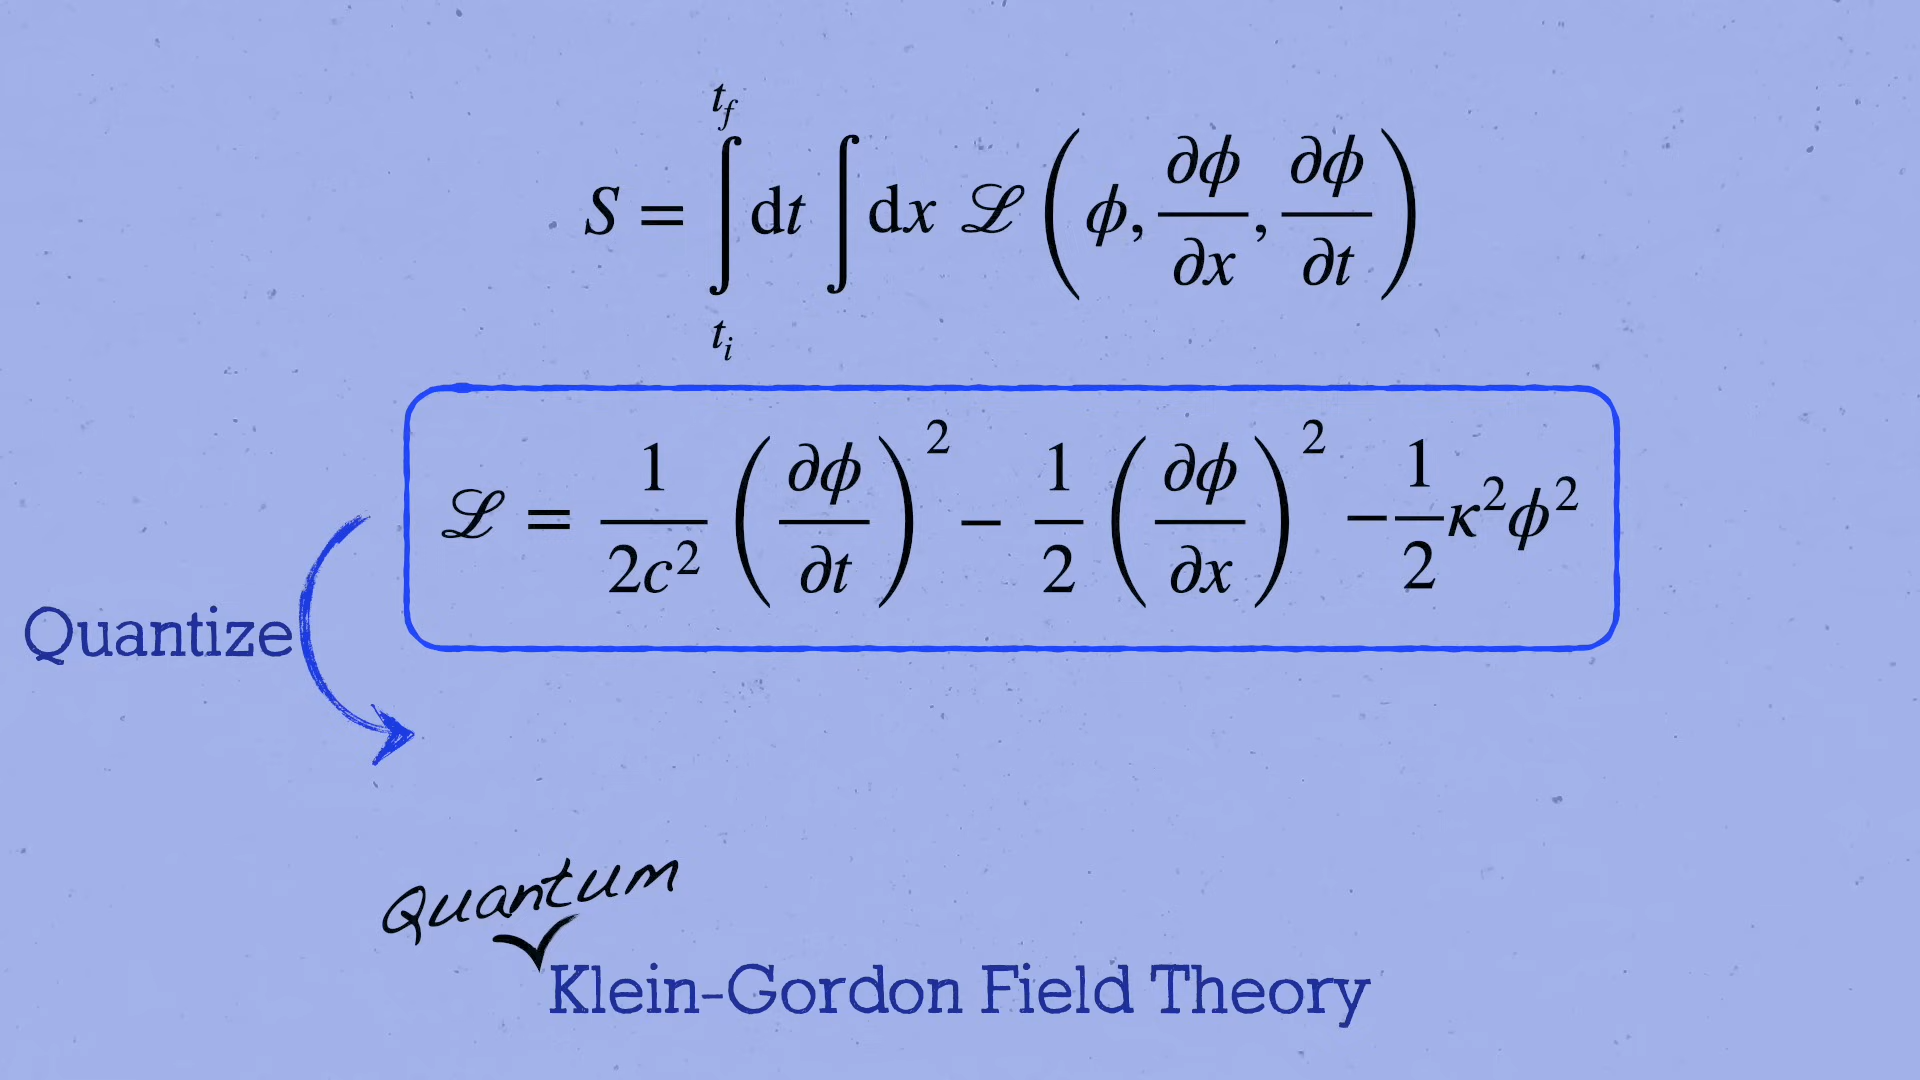 S = ∫_{t_i}^{t_f} dt ∫ dx ℒ (ϕ, ∂ϕ/∂x, ∂ϕ/∂t)
ℒ = 1/(2c²) (∂ϕ/∂t)² − 1/2 (∂ϕ/∂x)² − 1/2 κ²ϕ²
Quantize
Quantum
Klein-Gordon Field Theory